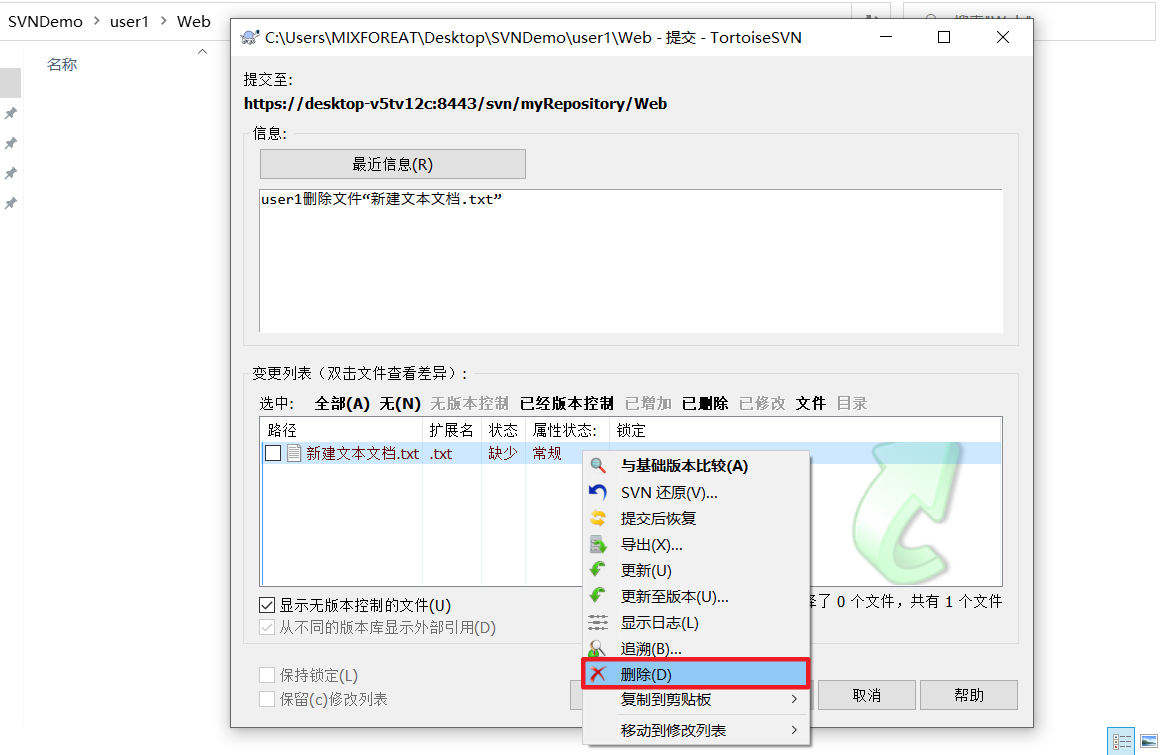 SVNDemo > user1 > Web
名称
C:\Users\MIXFOREAT\Desktop\SVNDemo\user1\Web - 提交 - TortoiseSVN
提交至:
https://desktop-v5tv12c:8443/svn/myRepository/Web
信息:
最近信息(R)
user1删除文件“新建文本文档.txt”
变更列表（双击文件查看差异）:
选中: 全部(A) 无(N) 无版本控制 已经版本控制 已增加 已删除 已修改 文件 目录
路径 扩展名 状态 属性状态: 锁定
新建文本文档.txt .txt 缺少 常规
与基础版本比较(A)
SVN 还原(V)...
提交后恢复
导出(X)...
更新(U)
更新至版本(U)...
显示日志(L)
追溯(B)...
删除(D)
复制到剪贴板
移动到修改列表
显示无版本控制的文件(U)
了 0 个文件，共有 1 个文件
从不同的版本库显示外部引用(D)
保持锁定(L)
保留(c)修改列表
取消
帮助